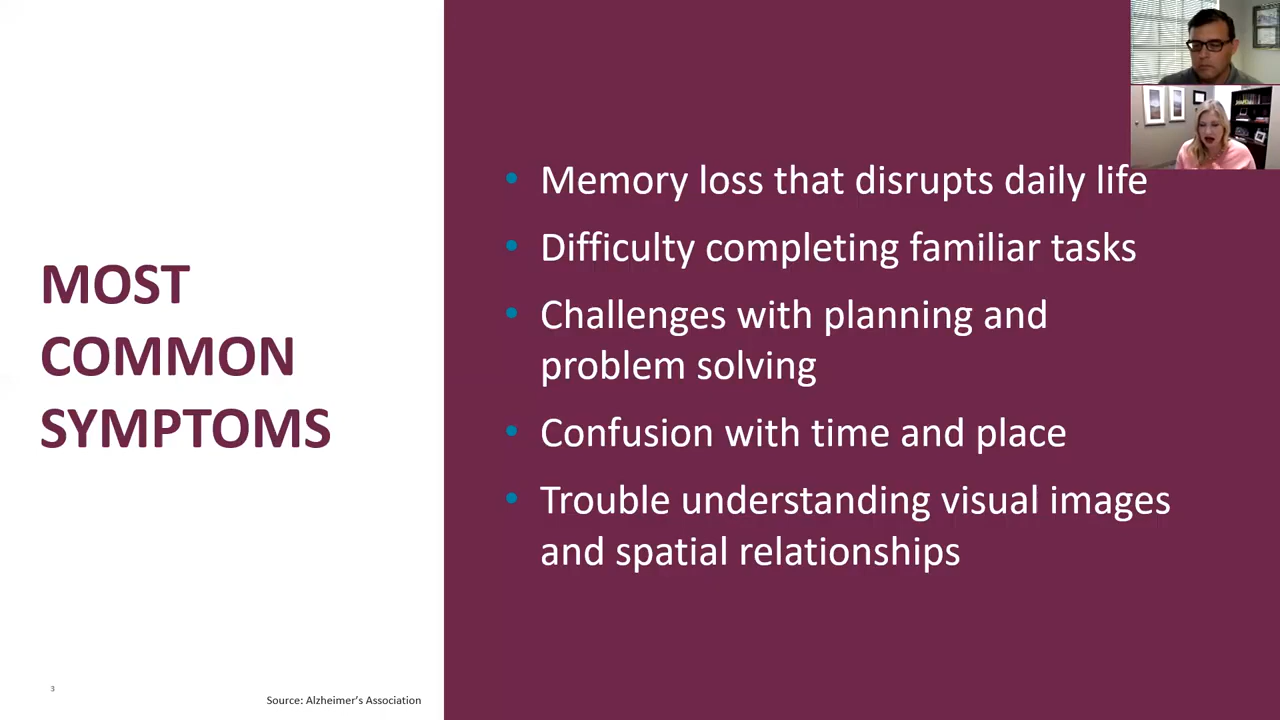 MOST
COMMON
SYMPTOMS
• Memory loss that disrupts daily life
• Difficulty completing familiar tasks
• Challenges with planning and
problem solving
• Confusion with time and place
• Trouble understanding visual images
and spatial relationships
3
Source: Alzheimer's Association